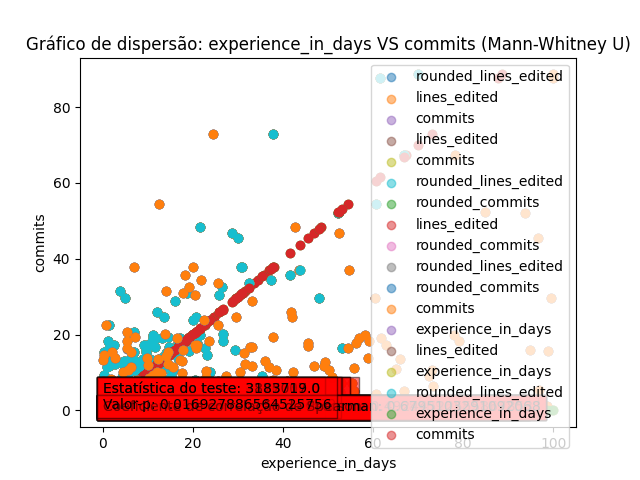 Gráfico de dispersão: experience_in_days VS commits (Mann-Whitney U)
commits
80
60
40
20
0
rounded_lines_edited
lines_edited
commits
lines_edited
commits
rounded_lines_edited
rounded_commits
lines_edited
rounded_commits
rounded_lines_edited
rounded_commits
commits
experience_in_days
lines_edited
experience_in_days
rounded_lines_edited
experience_in_days
commits
Estatística do teste:
Valor-p: 0.016927886564525756
0 20 40 60 80 100
experience_in_days